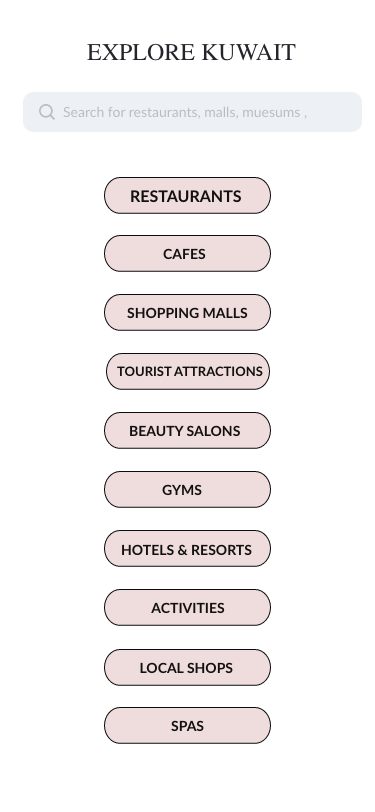 EXPLORE KUWAIT
Search for restaurants, malls, muesums ,
RESTAURANTS
CAFES
SHOPPING MALLS
TOURIST ATTRACTIONS
BEAUTY SALONS
GYMS
HOTELS & RESORTS
ACTIVITIES
LOCAL SHOPS
SPAS